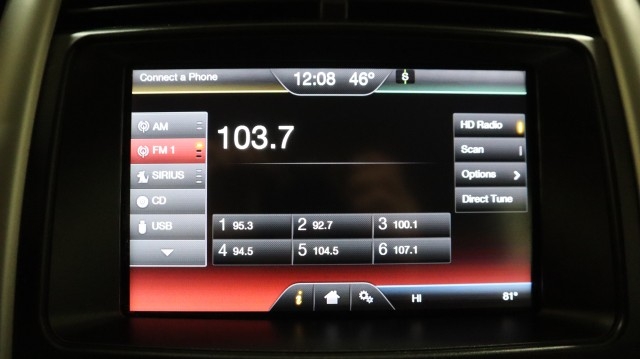 Connect a Phone 12:08 46°
AM
FM 1
SIRIUS
CD
USB
103.7
HD Radio
Scan
Options
Direct Tune
1 95.3 2 92.7 3 100.1
4 94.5 5 104.5 6 107.1
HI 81°